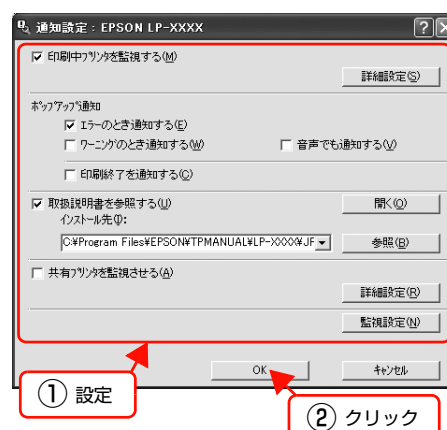 通知設定：EPSON LP-XXXX
印刷中プリンタを監視する(M)
詳細設定(S)
ポップアップ通知
エラーのとき通知する(E)
ワーニングのとき通知する(W)
音声でも通知する(V)
印刷終了を通知する(C)
取扱説明書を参照する(U)
開く(O)
インストール先(I):
C:¥Program Files¥EPSON¥TPMANUAL¥LP-XXXX¥JF
参照(B)
共有プリンタを監視させる(A)
詳細設定(R)
監視設定(N)
OK
キャンセル
① 設定
② クリック